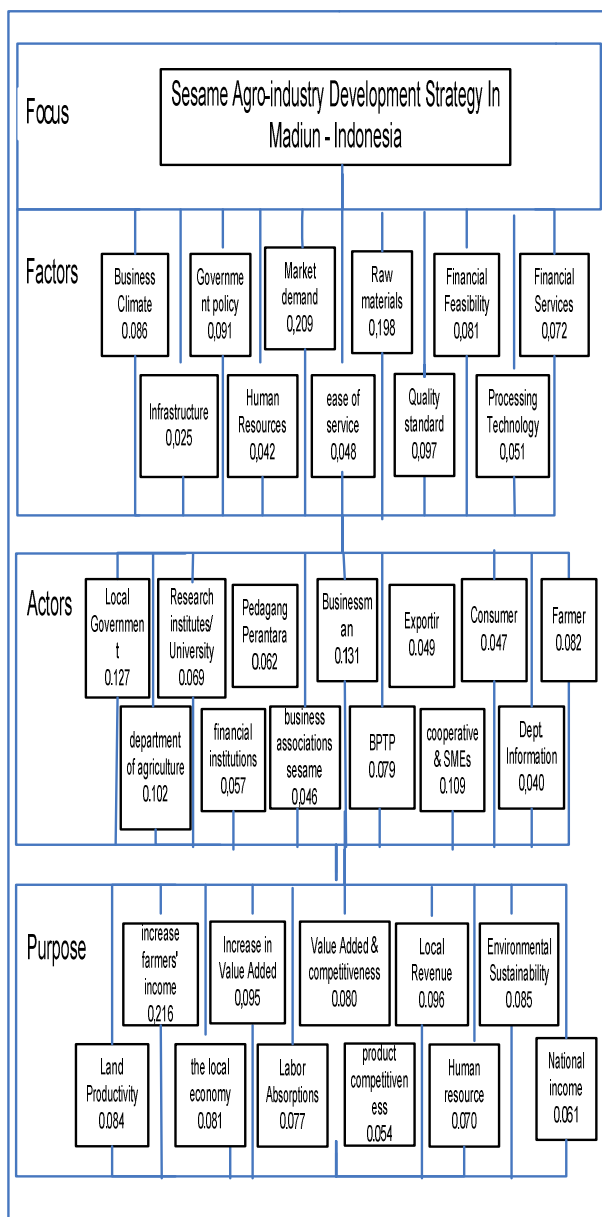 Focus
Sesame Agro-industry Development Strategy In
Madiun - Indonesia
Factors
Business
Climate
0.086
Governme
nt policy
0,091
Market
demand
0,209
Raw
materials
0,198
Financial
Feasibility
0,081
Financial
Services
0,072
Infrastructure
0,025
Human
Resources
0,042
ease of
service
0,048
Quality
standard
0,097
Processing
Technology
0,051
Actors
Local
Governmen
t
0.127
Research
institutes/
University
0.069
Pedagang
Perantara
0.062
Businessm
an
0.131
Exportir
0.049
Consumer
0.047
Farmer
0.082
department
of agriculture
0.102
financial
institutions
0,057
business
associations
sesame
0,046
BPTP
0.079
cooperative
& SMEs
0.109
Dept.
Information
0,040
Purpose
increase
farmers'
income
0,216
Increase in
Value Added
0,095
Value Added &
competitiveness
0.080
Local
Revenue
0.096
Environmental
Sustainability
0.085
Land
Productivity
0.084
the local
economy
0.081
Labor
Absorptions
0.077
product
competitiven
ess
0.054
Human
resource
0.070
National
income
0.061